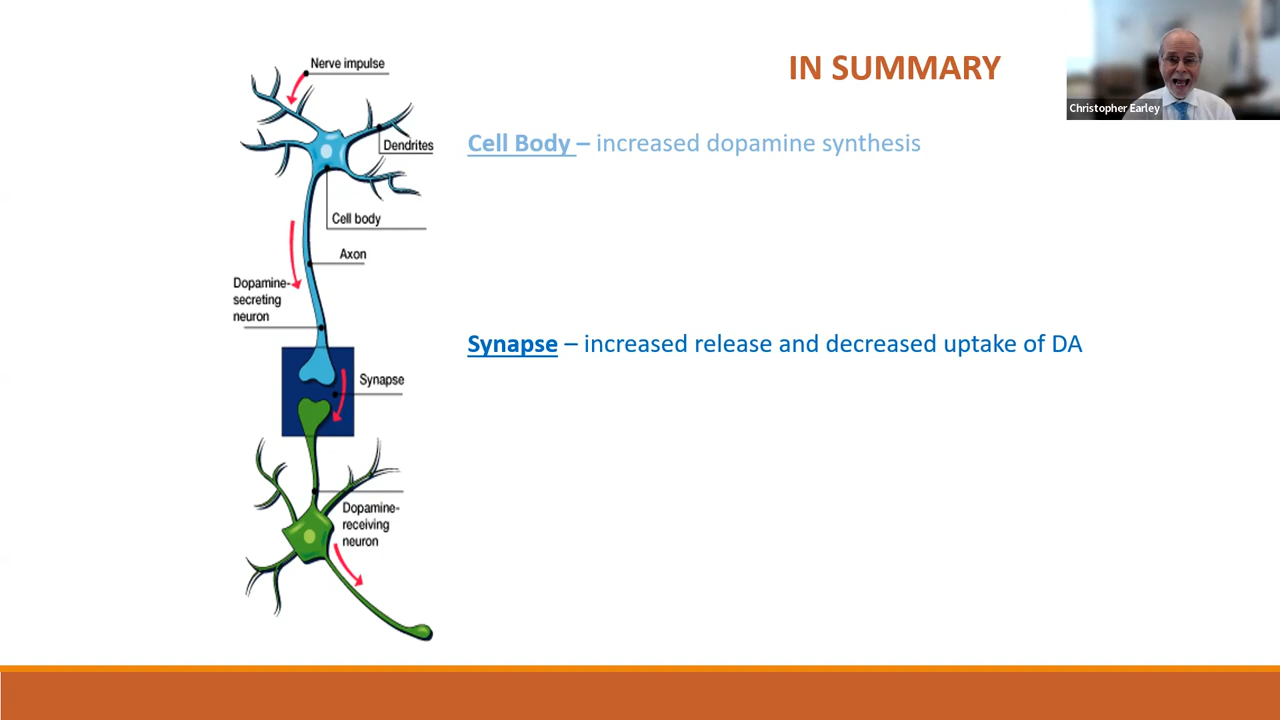 IN SUMMARY
Christopher Earley
Cell Body – increased dopamine synthesis
Synapse – increased release and decreased uptake of DA
Nerve impulse
Dendrites
Cell body
Axon
Dopamine-
secreting
neuron
Synapse
Dopamine-
receiving
neuron